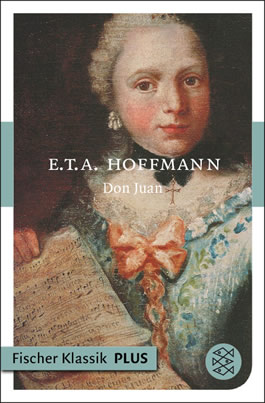 E.T.A. HOFFMANN
Don Juan
Fischer Klassik PLUS